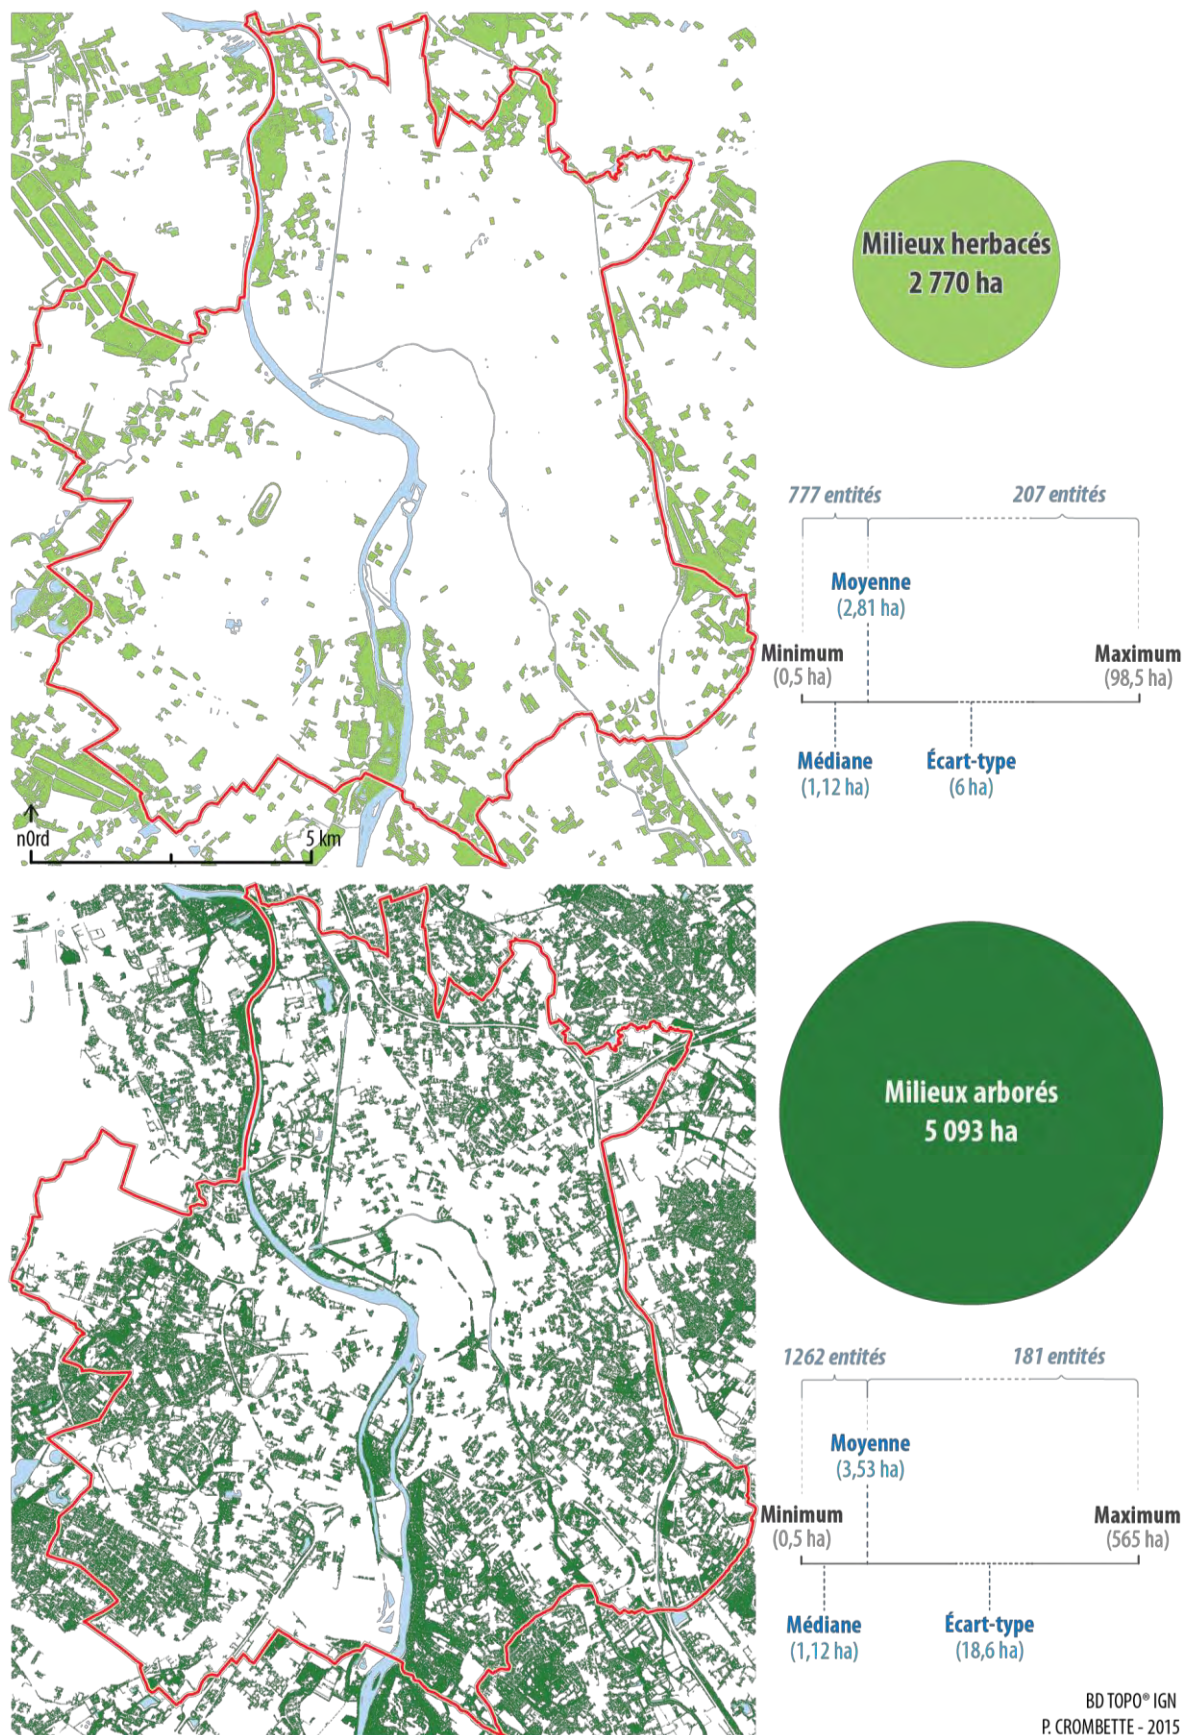 Milieux herbacés
2 770 ha
777 entités
207 entités
Moyenne
(2,81 ha)
Minimum
(0,5 ha)
Maximum
(98,5 ha)
Médiane
(1,12 ha)
Écart-type
(6 ha)
n0rd
5 km
Milieux arborés
5 093 ha
1262 entités
181 entités
Moyenne
(3,53 ha)
Minimum
(0,5 ha)
Maximum
(565 ha)
Médiane
(1,12 ha)
Écart-type
(18,6 ha)
BD TOPO® IGN
P. CROMBETTE - 2015